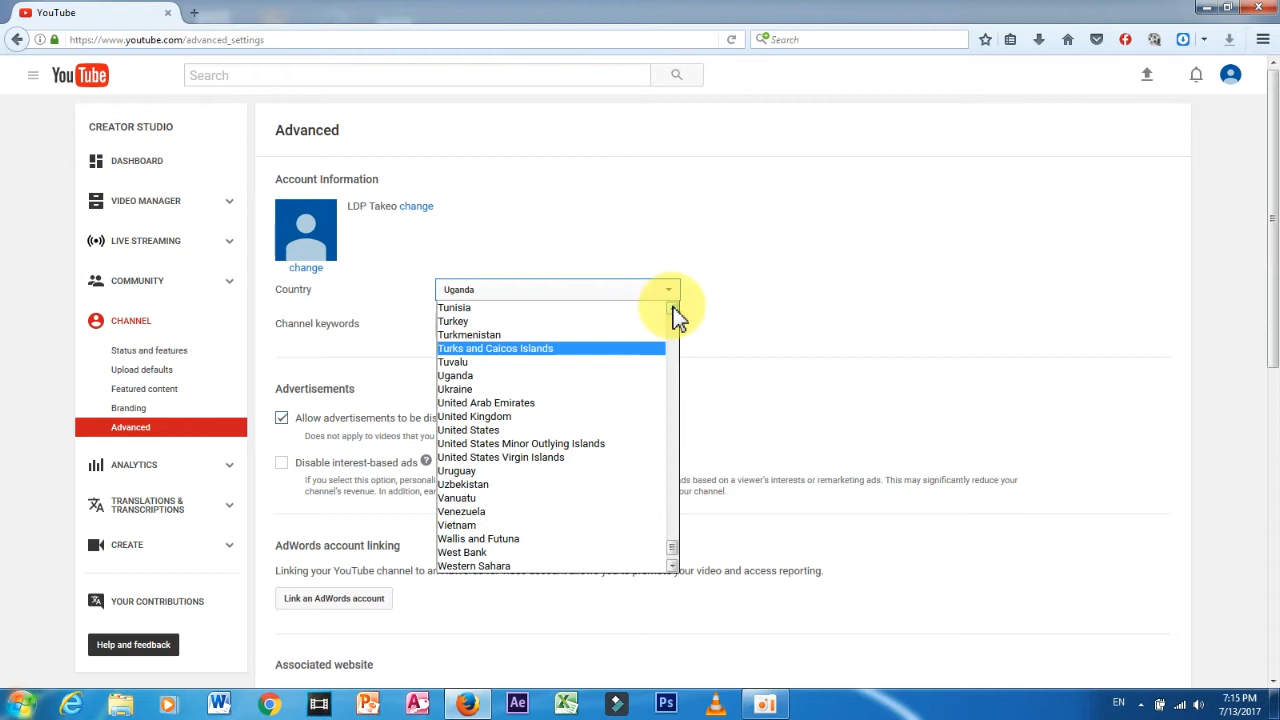 YouTube
https://www.youtube.com/advanced_settings
Search
YouTube
Search
CREATOR STUDIO
DASHBOARD
VIDEO MANAGER
LIVE STREAMING
COMMUNITY
CHANNEL
Status and features
Upload defaults
Featured content
Branding
Advanced
ANALYTICS
TRANSLATIONS &
TRANSCRIPTIONS
CREATE
YOUR CONTRIBUTIONS
Help and feedback
Advanced
Account Information
LDP Takeo change
change
Country
Uganda
Tunisia
Turkey
Turkmenistan
Turks and Caicos Islands
Tuvalu
Uganda
Ukraine
United Arab Emirates
United Kingdom
United States
United States Minor Outlying Islands
United States Virgin Islands
Uruguay
Uzbekistan
Vanuatu
Venezuela
Vietnam
Wallis and Futuna
West Bank
Western Sahara
Channel keywords
Advertisements
Allow advertisements to be
Does not apply to videos that you
Disable interest-based ads
If you select this option, based on a viewer's interests or remarketing ads. This may significantly reduce your
channel's revenue. In addition, your channel.
AdWords account linking
Linking your YouTube channel to your video and access reporting.
Link an AdWords account
Associated website
EN
7:15 PM
7/13/2017